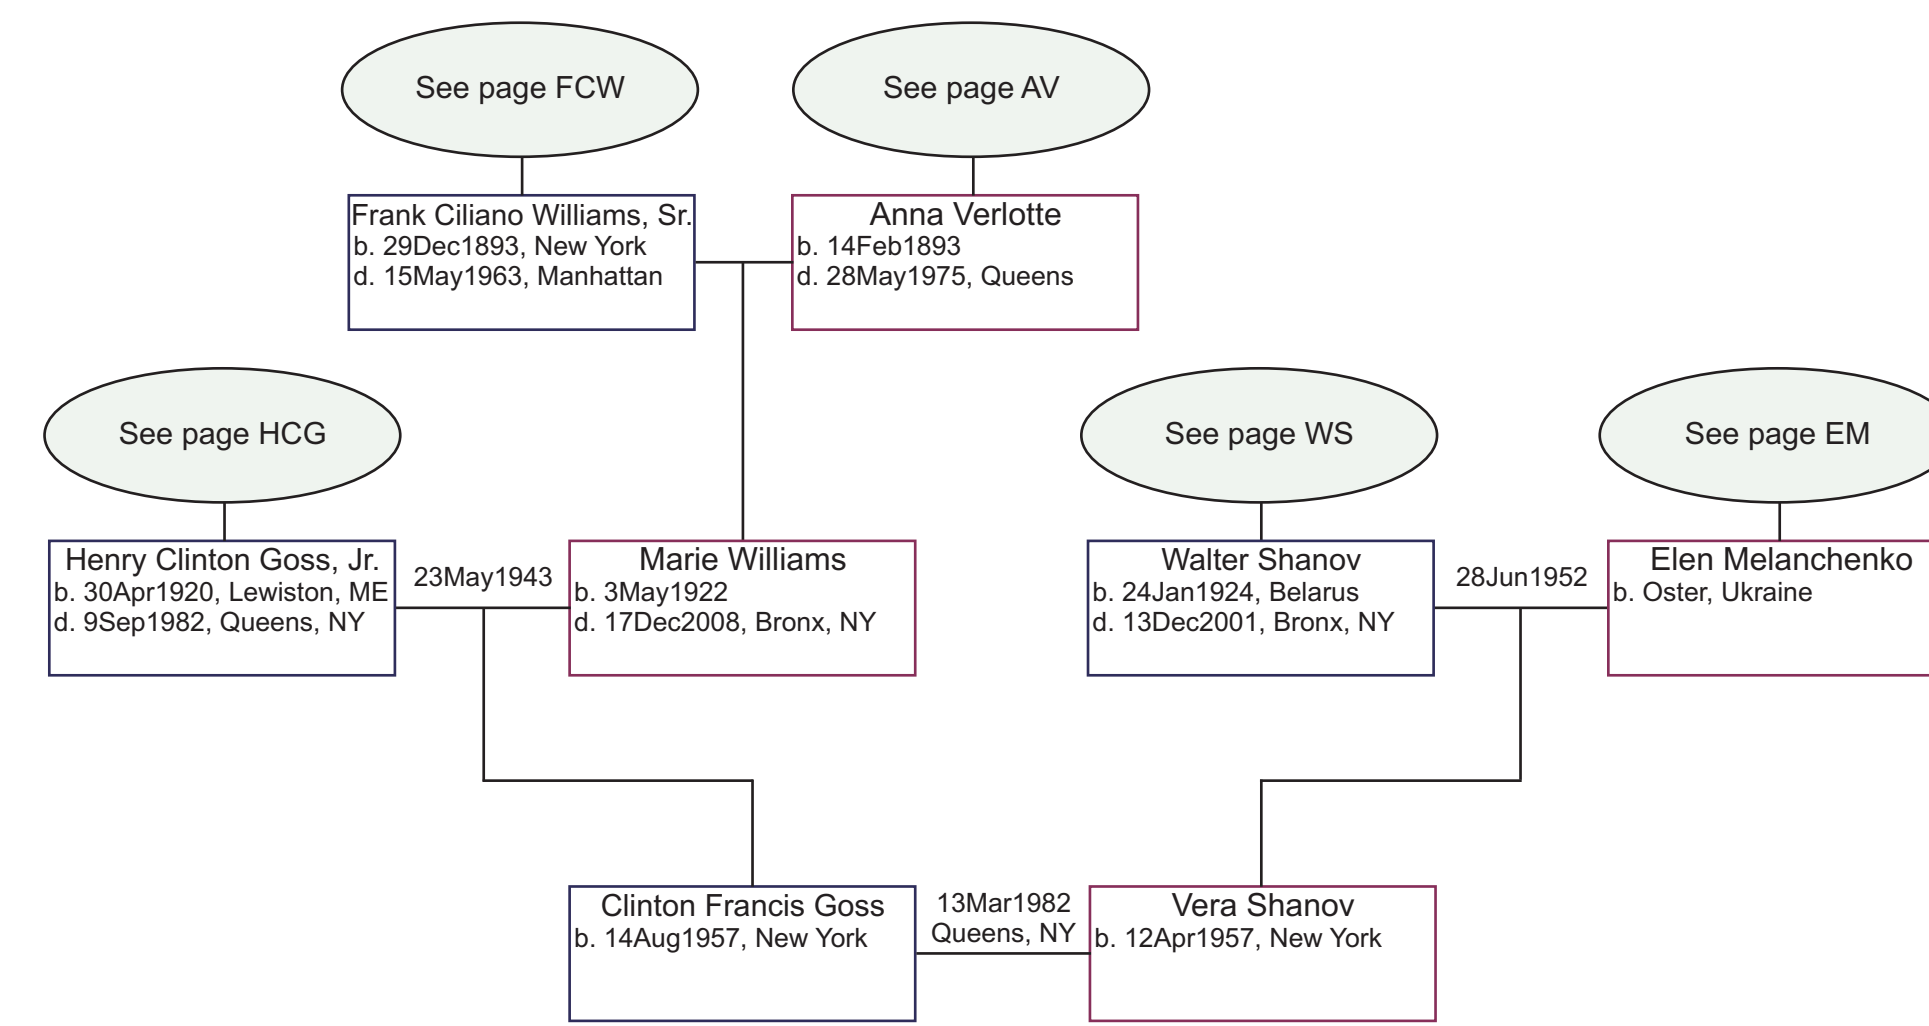 See page FCW
See page AV
Frank Ciliano Williams, Sr.
b. 29Dec1893, New York
d. 15May1963, Manhattan
Anna Verlotte
b. 14Feb1893
d. 28May1975, Queens
See page HCG
See page WS
See page EM
Henry Clinton Goss, Jr.
b. 30Apr1920, Lewiston, ME
d. 9Sep1982, Queens, NY
23May1943
Marie Williams
b. 3May1922
d. 17Dec2008, Bronx, NY
Walter Shanov
b. 24Jan1924, Belarus
d. 13Dec2001, Bronx, NY
28Jun1952
Elen Melanchenko
b. Oster, Ukraine
Clinton Francis Goss
b. 14Aug1957, New York
13Mar1982
Queens, NY
Vera Shanov
b. 12Apr1957, New York